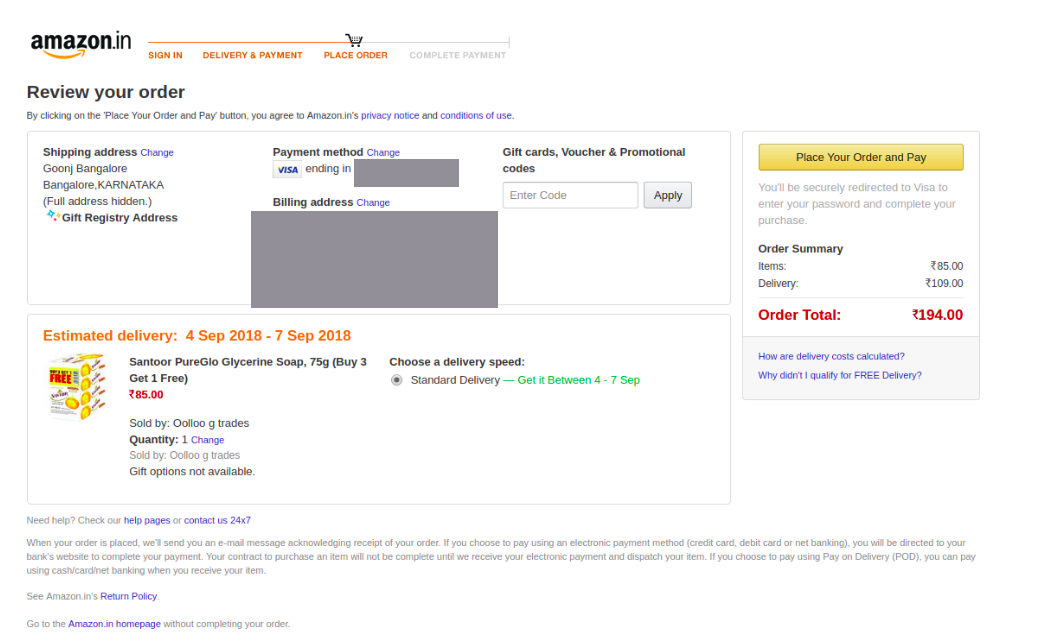 amazon.in
SIGN IN DELIVERY & PAYMENT PLACE ORDER COMPLETE PAYMENT
Review your order
By clicking on the 'Place Your Order and Pay' button, you agree to Amazon.in's privacy notice and conditions of use.
Shipping address Change
Goonj Bangalore
Bangalore,KARNATAKA
(Full address hidden.)
Gift Registry Address
Payment method Change
VISA ending in
Billing address Change
Gift cards, Voucher & Promotional
codes
Enter Code Apply
Place Your Order and Pay
You'll be securely redirected to Visa to
enter your password and complete your
purchase.
Order Summary
Items: ₹85.00
Delivery: ₹109.00
Order Total: ₹194.00
How are delivery costs calculated?
Why didn't I qualify for FREE Delivery?
Estimated delivery: 4 Sep 2018 - 7 Sep 2018
FREE
Santoor PureGlo Glycerine Soap, 75g (Buy 3
Get 1 Free)
₹85.00
Sold by: Oolloo g trades
Quantity: 1 Change
Sold by: Oolloo g trades
Gift options not available.
Choose a delivery speed:
Standard Delivery — Get it Between 4 - 7 Sep
Need help? Check our help pages or contact us 24x7
When your order is placed, we'll send you an e-mail message acknowledging receipt of your order. If you choose to pay using an electronic payment method (credit card, debit card or net banking), you will be directed to your
bank's website to complete your payment. Your contract to purchase an item will not be complete until we receive your electronic payment and dispatch your item. If you choose to pay using Pay on Delivery (POD), you can pay
using cash/card/net banking when you receive your item.
See Amazon.in's Return Policy.
Go to the Amazon.in homepage without completing your order.